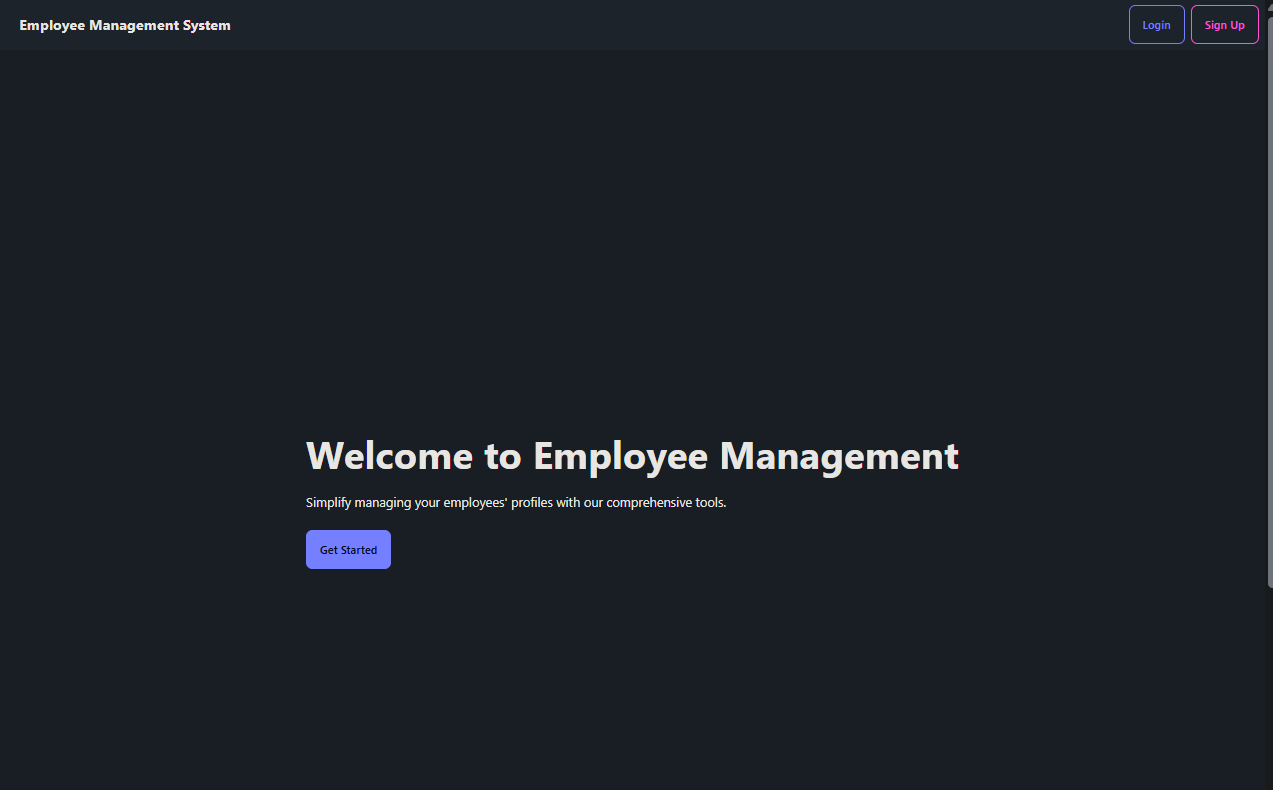 Employee Management System
Login
Sign Up
Welcome to Employee Management
Simplify managing your employees' profiles with our comprehensive tools.
Get Started